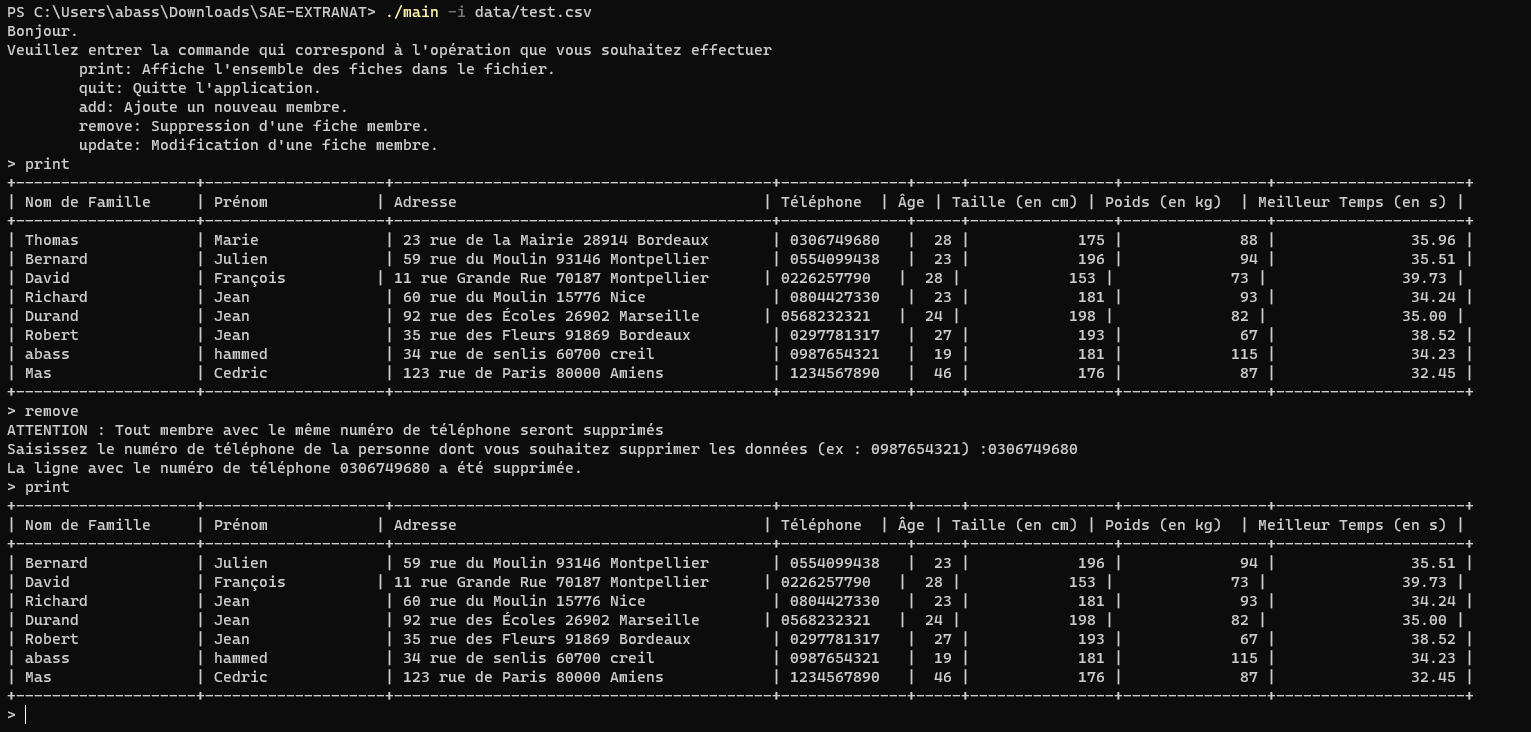 PS C:\Users\abass\Downloads\SAE-EXTRANAT> ./main -i data/test.csv
Bonjour.
Veuillez entrer la commande qui correspond à l'opération que vous souhaitez effectuer
        print: Affiche l'ensemble des fiches dans le fichier.
        quit: Quitte l'application.
        add: Ajoute un nouveau membre.
        remove: Suppression d'une fiche membre.
        update: Modification d'une fiche membre.
> print
+--------------------+--------------------+------------------------------------------+--------------+-----+----------------+----------------+---------------------+
| Nom de Famille     | Prénom            | Adresse                                  | Téléphone  | Âge | Taille (en cm) | Poids (en kg)  | Meilleur Temps (en s) |
+--------------------+--------------------+------------------------------------------+--------------+-----+----------------+----------------+---------------------+
| Thomas             | Marie              | 23 rue de la Mairie 28914 Bordeaux       | 0306749680   |  28 |            175 |             88 |               35.96 |
| Bernard            | Julien             | 59 rue du Moulin 93146 Montpellier       | 0554099438   |  23 |            196 |             94 |               35.51 |
| David              | François          | 11 rue Grande Rue 70187 Montpellier      | 0226257790   |  28 |            153 |             73 |               39.73 |
| Richard            | Jean               | 60 rue du Moulin 15776 Nice              | 0804427330   |  23 |            181 |             93 |               34.24 |
| Durand             | Jean               | 92 rue des Écoles 26902 Marseille       | 0568232321   |  24 |            198 |             82 |               35.00 |
| Robert             | Jean               | 35 rue des Fleurs 91869 Bordeaux         | 0297781317   |  27 |            193 |             67 |               38.52 |
| abass              | hammed             | 34 rue de senlis 60700 creil             | 0987654321   |  19 |            181 |            115 |               34.23 |
| Mas                | Cedric             | 123 rue de Paris 80000 Amiens            | 1234567890   |  46 |            176 |             87 |               32.45 |
+--------------------+--------------------+------------------------------------------+--------------+-----+----------------+----------------+---------------------+
> remove
ATTENTION : Tout membre avec le même numéro de téléphone seront supprimés
Saisissez le numéro de téléphone de la personne dont vous souhaitez supprimer les données (ex : 0987654321) :0306749680
La ligne avec le numéro de téléphone 0306749680 a été supprimée.
> print
+--------------------+--------------------+------------------------------------------+--------------+-----+----------------+----------------+---------------------+
| Nom de Famille     | Prénom            | Adresse                                  | Téléphone  | Âge | Taille (en cm) | Poids (en kg)  | Meilleur Temps (en s) |
+--------------------+--------------------+------------------------------------------+--------------+-----+----------------+----------------+---------------------+
| Bernard            | Julien             | 59 rue du Moulin 93146 Montpellier       | 0554099438   |  23 |            196 |             94 |               35.51 |
| David              | François          | 11 rue Grande Rue 70187 Montpellier      | 0226257790   |  28 |            153 |             73 |               39.73 |
| Richard            | Jean               | 60 rue du Moulin 15776 Nice              | 0804427330   |  23 |            181 |             93 |               34.24 |
| Durand             | Jean               | 92 rue des Écoles 26902 Marseille       | 0568232321   |  24 |            198 |             82 |               35.00 |
| Robert             | Jean               | 35 rue des Fleurs 91869 Bordeaux         | 0297781317   |  27 |            193 |             67 |               38.52 |
| abass              | hammed             | 34 rue de senlis 60700 creil             | 0987654321   |  19 |            181 |            115 |               34.23 |
| Mas                | Cedric             | 123 rue de Paris 80000 Amiens            | 1234567890   |  46 |            176 |             87 |               32.45 |
+--------------------+--------------------+------------------------------------------+--------------+-----+----------------+----------------+---------------------+
>